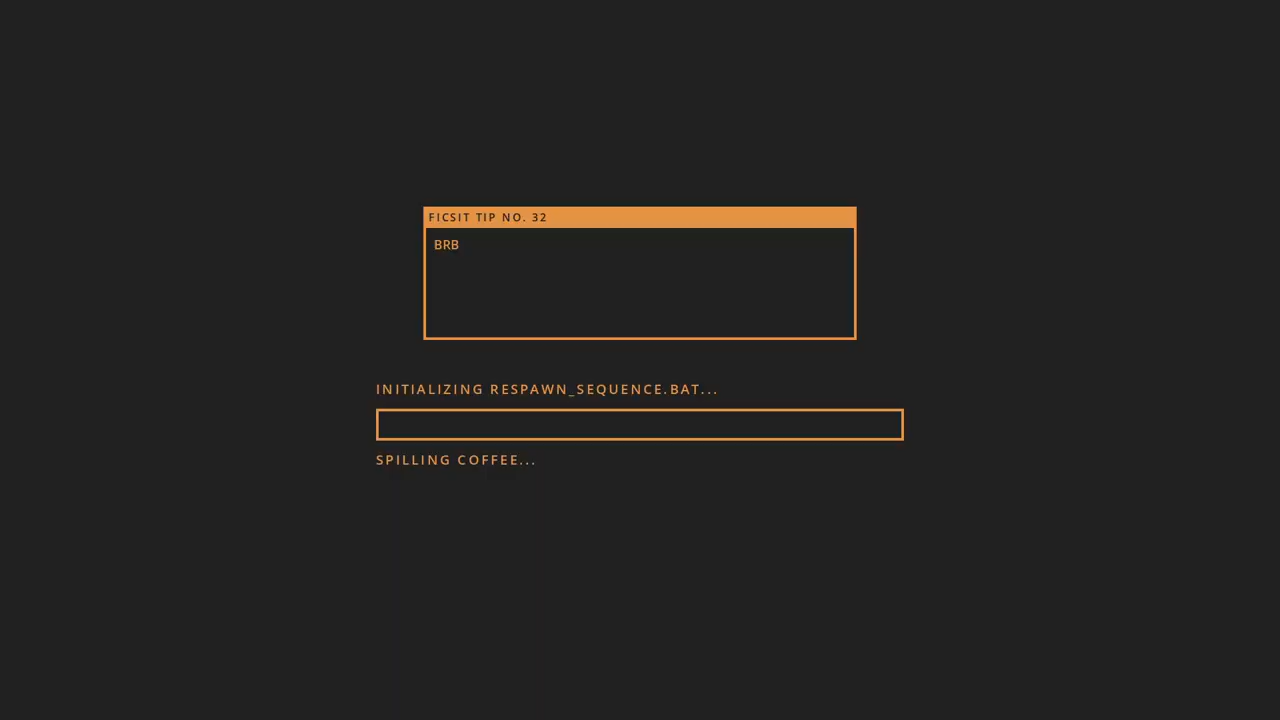 FICSIT TIP NO. 32
BRB
INITIALIZING RESPAWN_SEQUENCE.BAT...
SPILLING COFFEE...